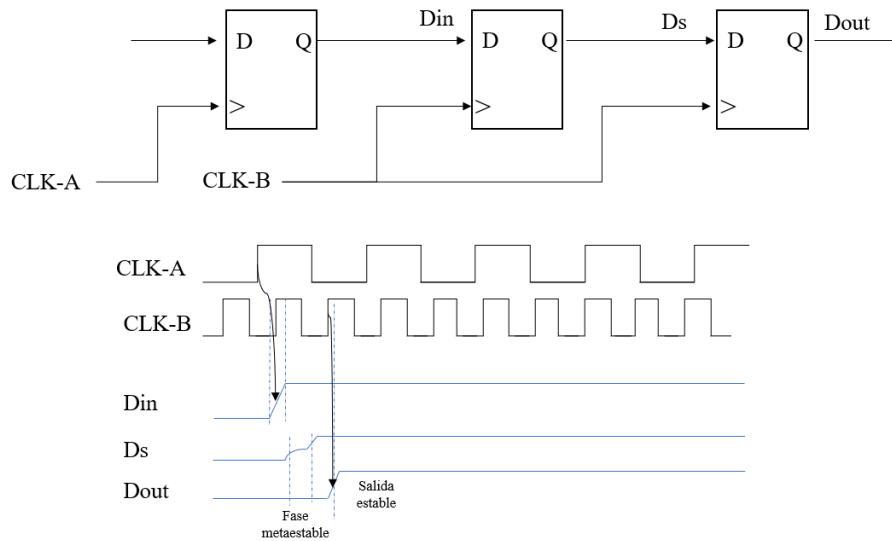 Din
Ds
Dout
D Q
D Q
D Q
>
>
>
CLK-A
CLK-B
CLK-A
CLK-B
Din
Ds
Dout
Salida
estable
Fase
metaestable